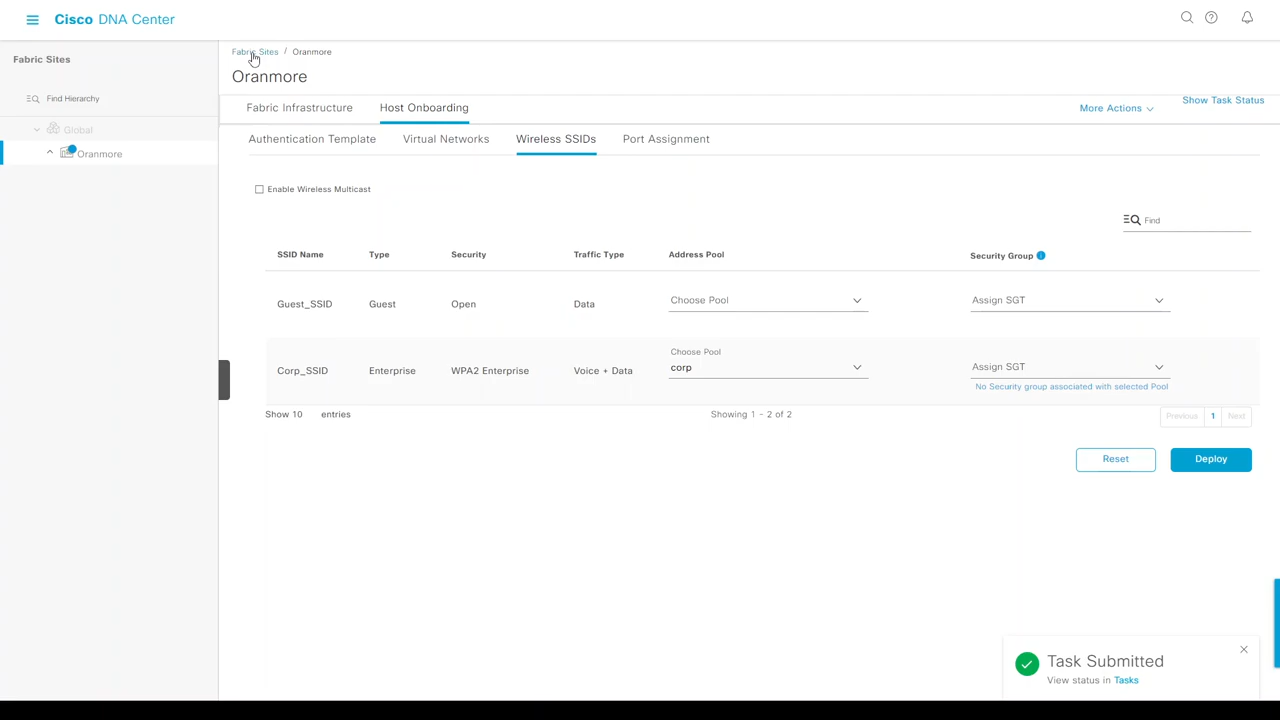 Cisco DNA Center
Fabric Sites
Find Hierarchy
Global
Oranmore
Fabric Sites / Oranmore
Oranmore
Fabric Infrastructure Host Onboarding
More Actions
Show Task Status
Authentication Template Virtual Networks Wireless SSIDs Port Assignment
Enable Wireless Multicast
Find
SSID Name Type Security Traffic Type Address Pool Security Group
Guest_SSID Guest Open Data Choose Pool Assign SGT
Choose Pool
Corp_SSID Enterprise WPA2 Enterprise Voice + Data corp Assign SGT
No Security group associated with selected Pool
Show 10 entries Showing 1 - 2 of 2 Previous 1 Next
Reset Deploy
Task Submitted
View status in Tasks